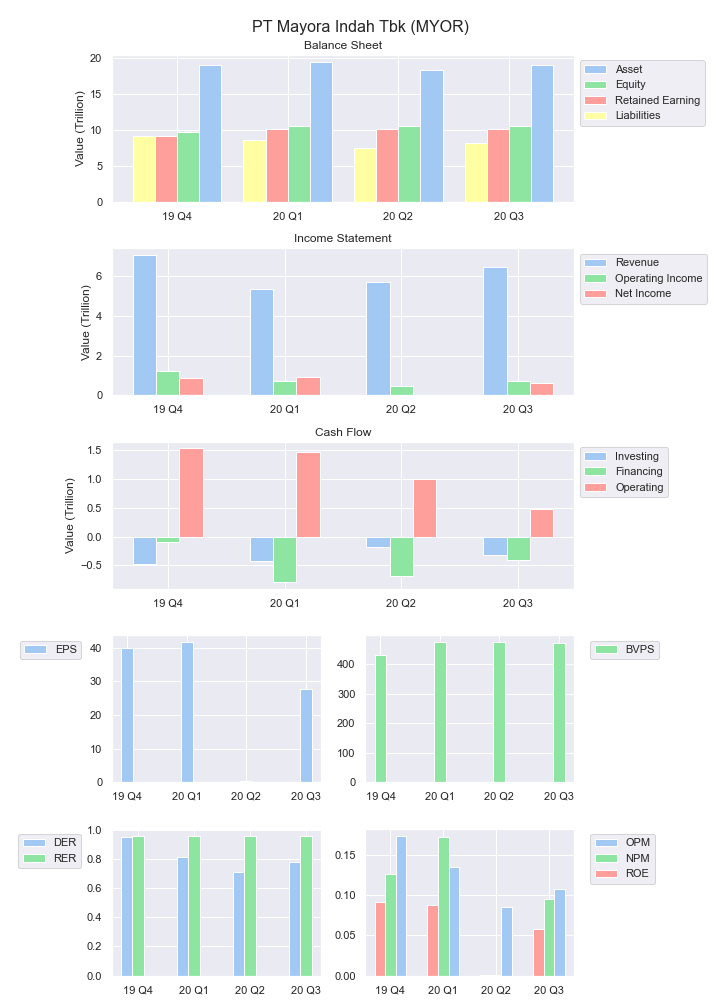 PT Mayora Indah Tbk (MYOR)
Balance Sheet
Value (Trillion)
20
15
10
5
0
19 Q4 20 Q1 20 Q2 20 Q3
Asset
Equity
Retained Earning
Liabilities
Income Statement
Value (Trillion)
6
4
2
0
19 Q4 20 Q1 20 Q2 20 Q3
Revenue
Operating Income
Net Income
Cash Flow
Value (Trillion)
1.5
1.0
0.5
0.0
−0.5
19 Q4 20 Q1 20 Q2 20 Q3
Investing
Financing
Operating
EPS
40
30
20
10
0
19 Q4 20 Q1 20 Q2 20 Q3
400
300
200
100
0
19 Q4 20 Q1 20 Q2 20 Q3
BVPS
DER
RER
1.0
0.8
0.6
0.4
0.2
0.0
19 Q4 20 Q1 20 Q2 20 Q3
0.15
0.10
0.05
0.00
19 Q4 20 Q1 20 Q2 20 Q3
OPM
NPM
ROE